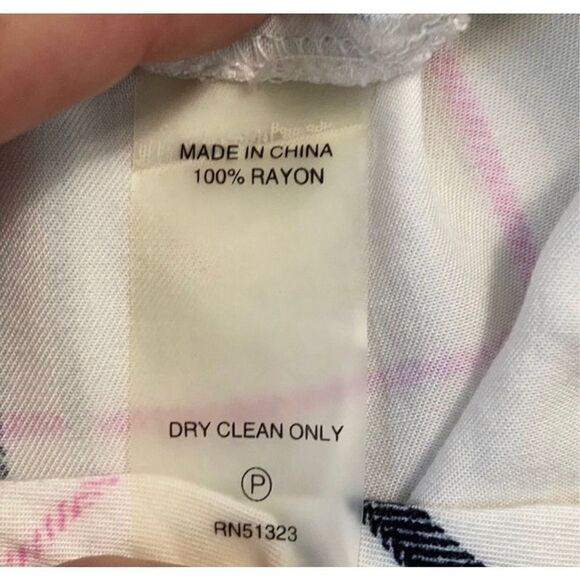 MADE IN CHINA
100% RAYON
DRY CLEAN ONLY
P
RN51323